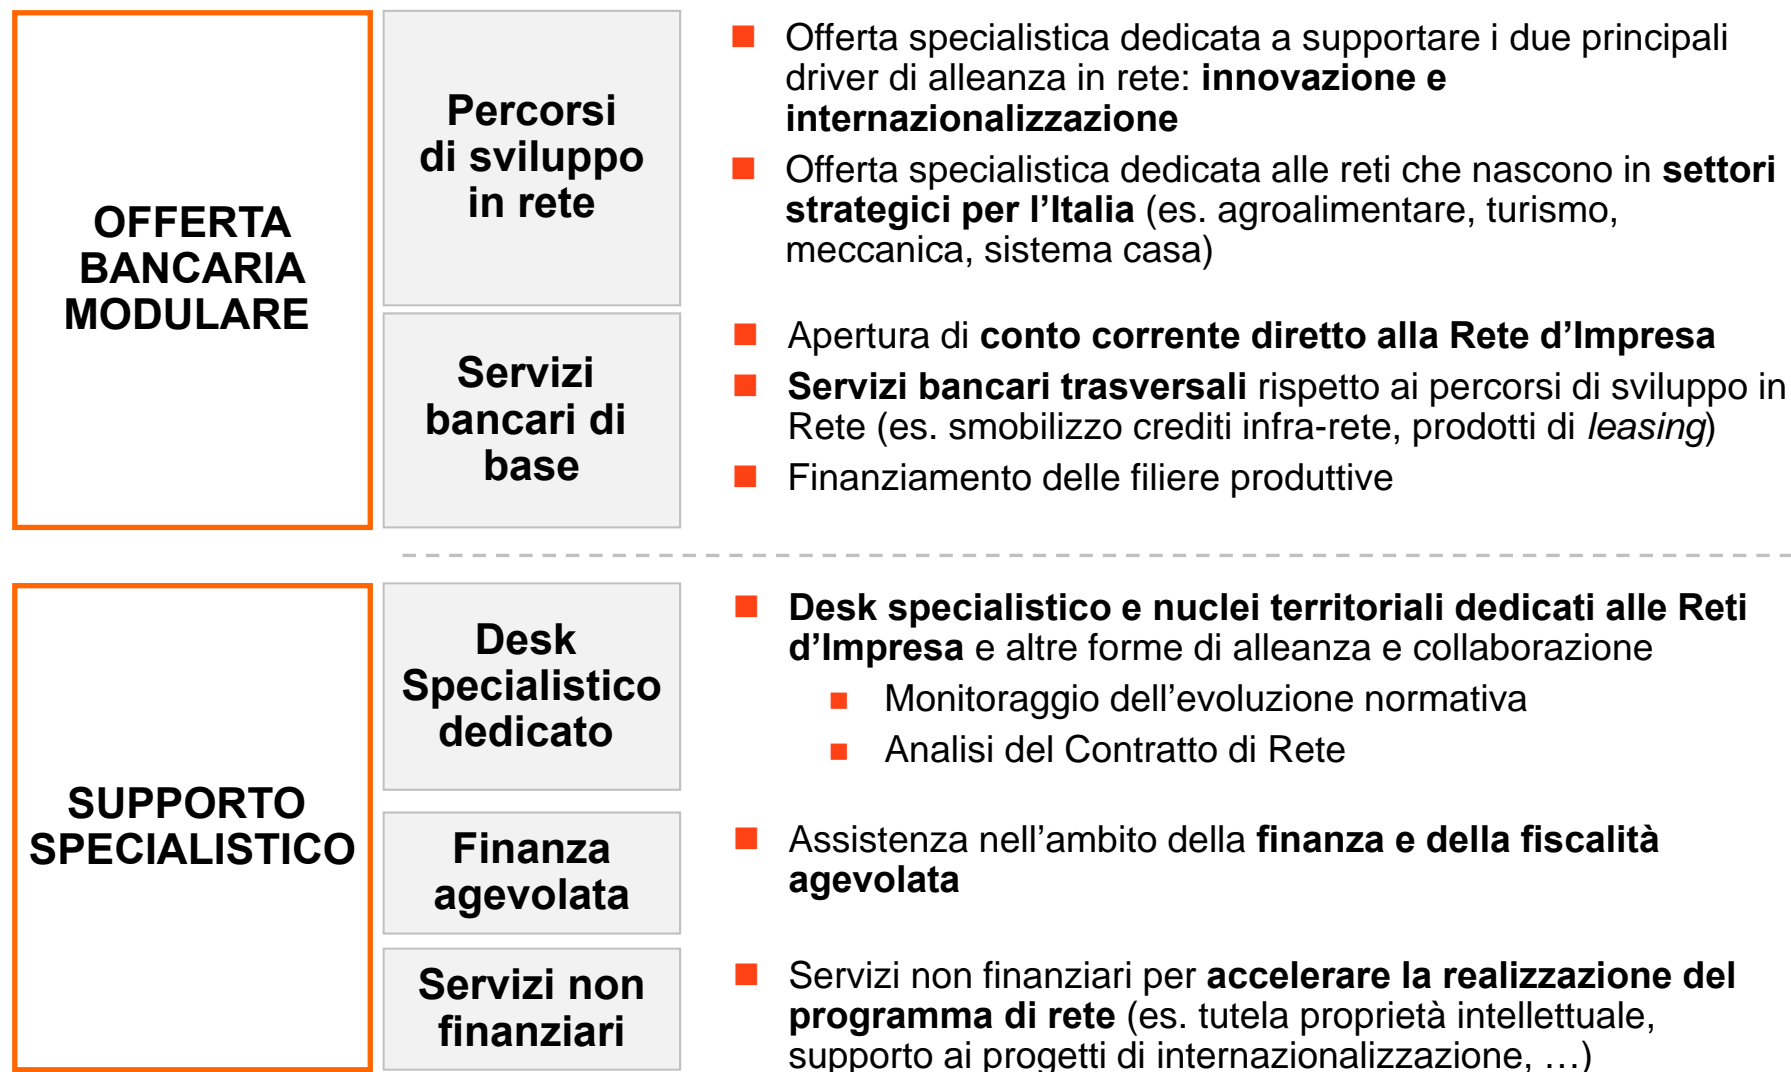 OFFERTA
BANCARIA
MODULARE
Percorsi
di sviluppo
in rete
Offerta specialistica dedicata a supportare i due principali
driver di alleanza in rete: innovazione e
internazionalizzazione
Offerta specialistica dedicata alle reti che nascono in settori
strategici per l’Italia (es. agroalimentare, turismo,
meccanica, sistema casa)
Servizi
bancari di
base
Apertura di conto corrente diretto alla Rete d’Impresa
Servizi bancari trasversali rispetto ai percorsi di sviluppo in
Rete (es. smobilizzo crediti infra-rete, prodotti di leasing)
Finanziamento delle filiere produttive
SUPPORTO
SPECIALISTICO
Desk
Specialistico
dedicato
Desk specialistico e nuclei territoriali dedicati alle Reti
d’Impresa e altre forme di alleanza e collaborazione
Monitoraggio dell’evoluzione normativa
Analisi del Contratto di Rete
Finanza
agevolata
Assistenza nell’ambito della finanza e della fiscalità
agevolata
Servizi non
finanziari
Servizi non finanziari per accelerare la realizzazione del
programma di rete (es. tutela proprietà intellettuale,
supporto ai progetti di internazionalizzazione, …)